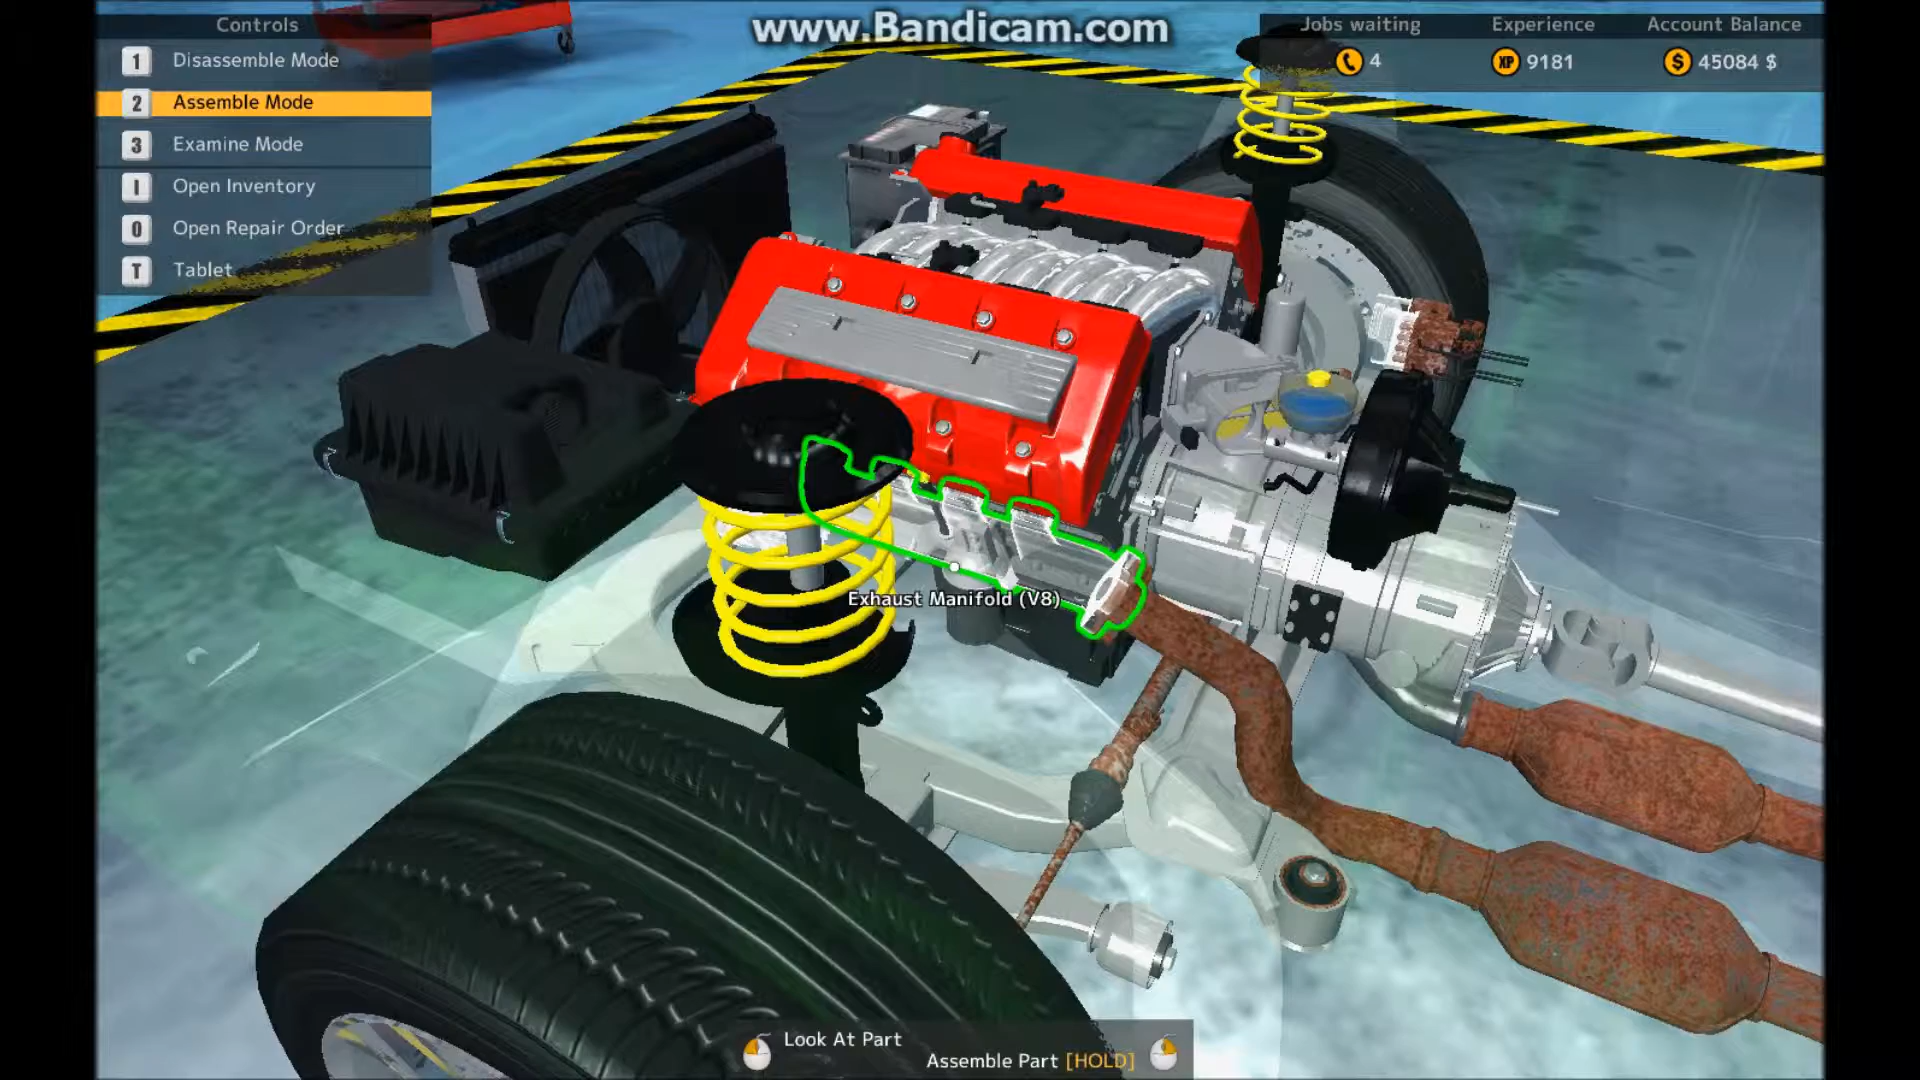 www.Bandicam.com
Controls
1 Disassemble Mode
2 Assemble Mode
3 Examine Mode
I Open Inventory
O Open Repair Order
T Tablet
Jobs waiting
4
Experience
XP 9181
Account Balance
$ 45084 $
Exhaust Manifold (V8)
Look At Part
Assemble Part [HOLD]